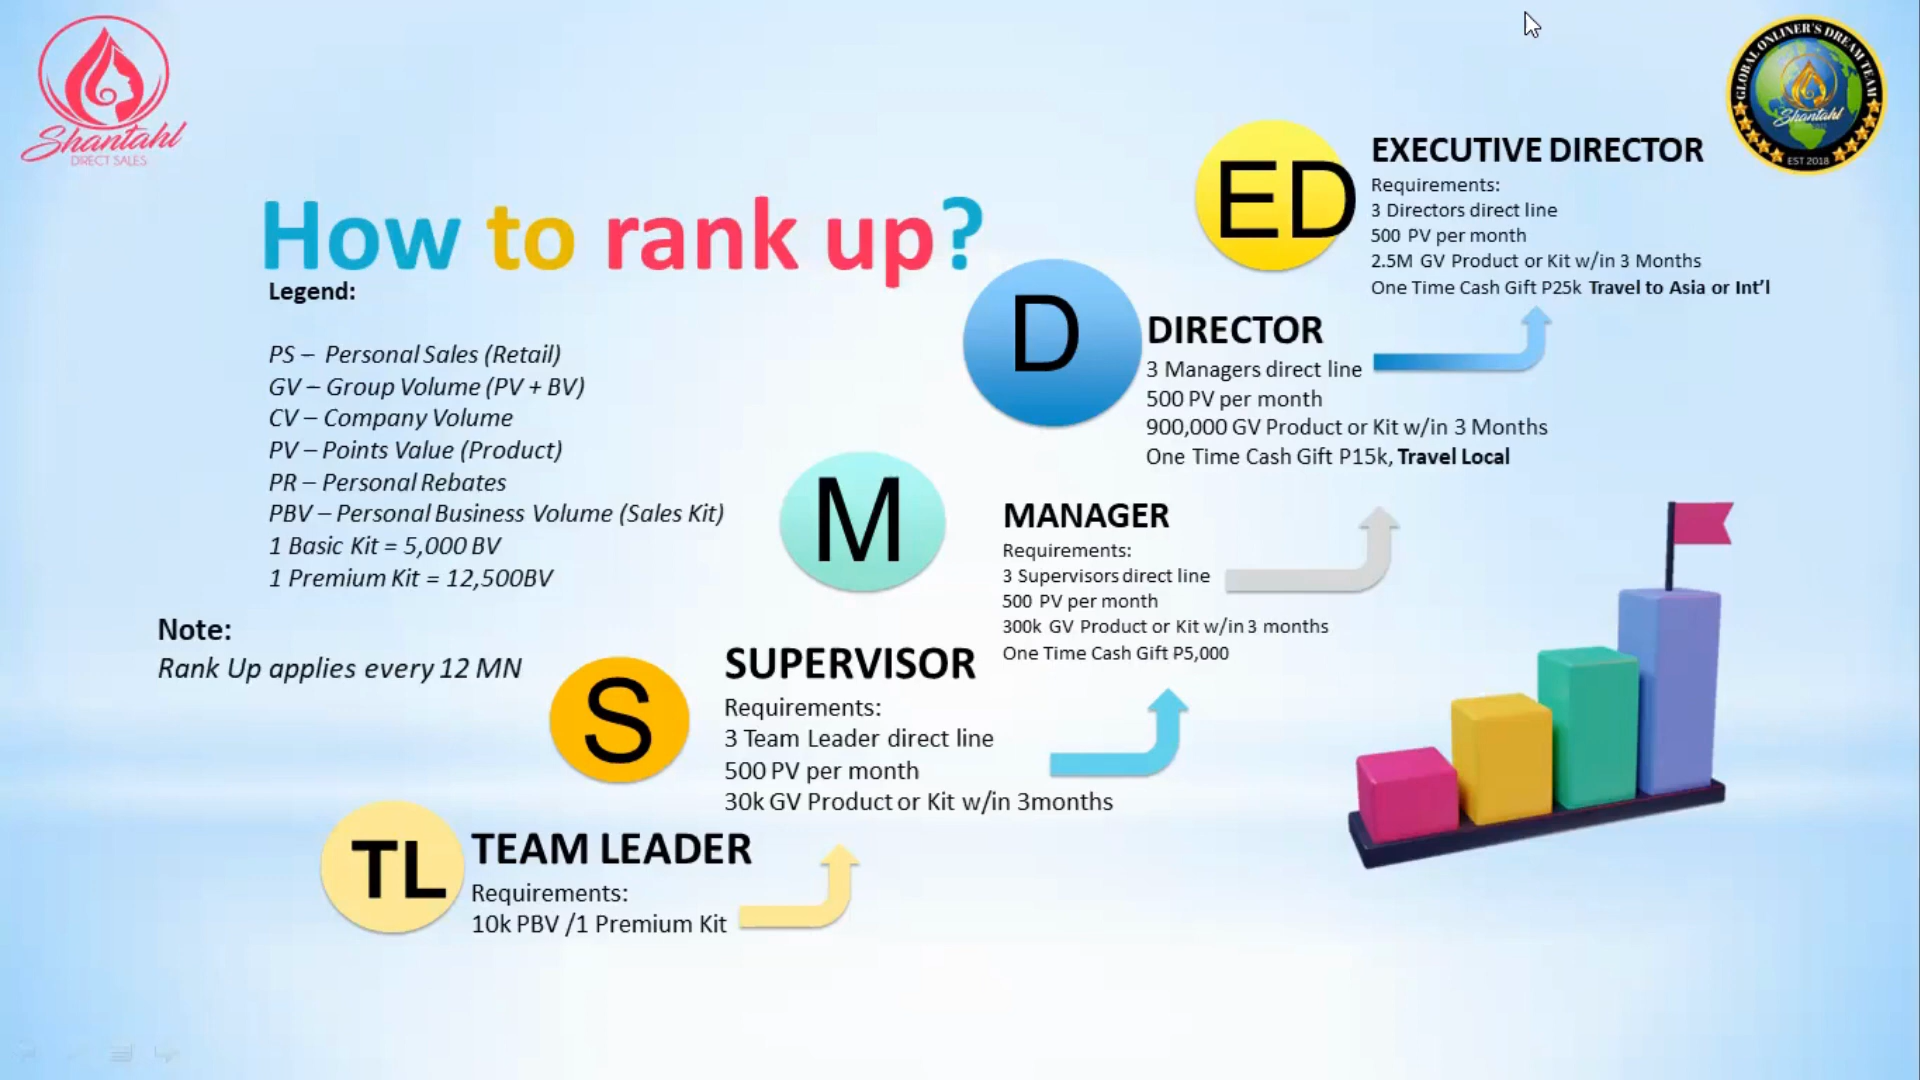 Shantahl
DIRECT SALES
GLOBAL ONLINER'S DREAM TEAM
Shantahl
EST 2018
How to rank up?
Legend:
PS – Personal Sales (Retail)
GV – Group Volume (PV + BV)
CV – Company Volume
PV – Points Value (Product)
PR – Personal Rebates
PBV – Personal Business Volume (Sales Kit)
1 Basic Kit = 5,000 BV
1 Premium Kit = 12,500BV
Note:
Rank Up applies every 12 MN
ED
EXECUTIVE DIRECTOR
Requirements:
3 Directors direct line
500 PV per month
2.5M GV Product or Kit w/in 3 Months
One Time Cash Gift P25k Travel to Asia or Int'l
D
DIRECTOR
3 Managers direct line
500 PV per month
900,000 GV Product or Kit w/in 3 Months
One Time Cash Gift P15k, Travel Local
M
MANAGER
Requirements:
3 Supervisors direct line
500 PV per month
300k GV Product or Kit w/in 3 months
One Time Cash Gift P5,000
S
SUPERVISOR
Requirements:
3 Team Leader direct line
500 PV per month
30k GV Product or Kit w/in 3months
TL
TEAM LEADER
Requirements:
10k PBV /1 Premium Kit